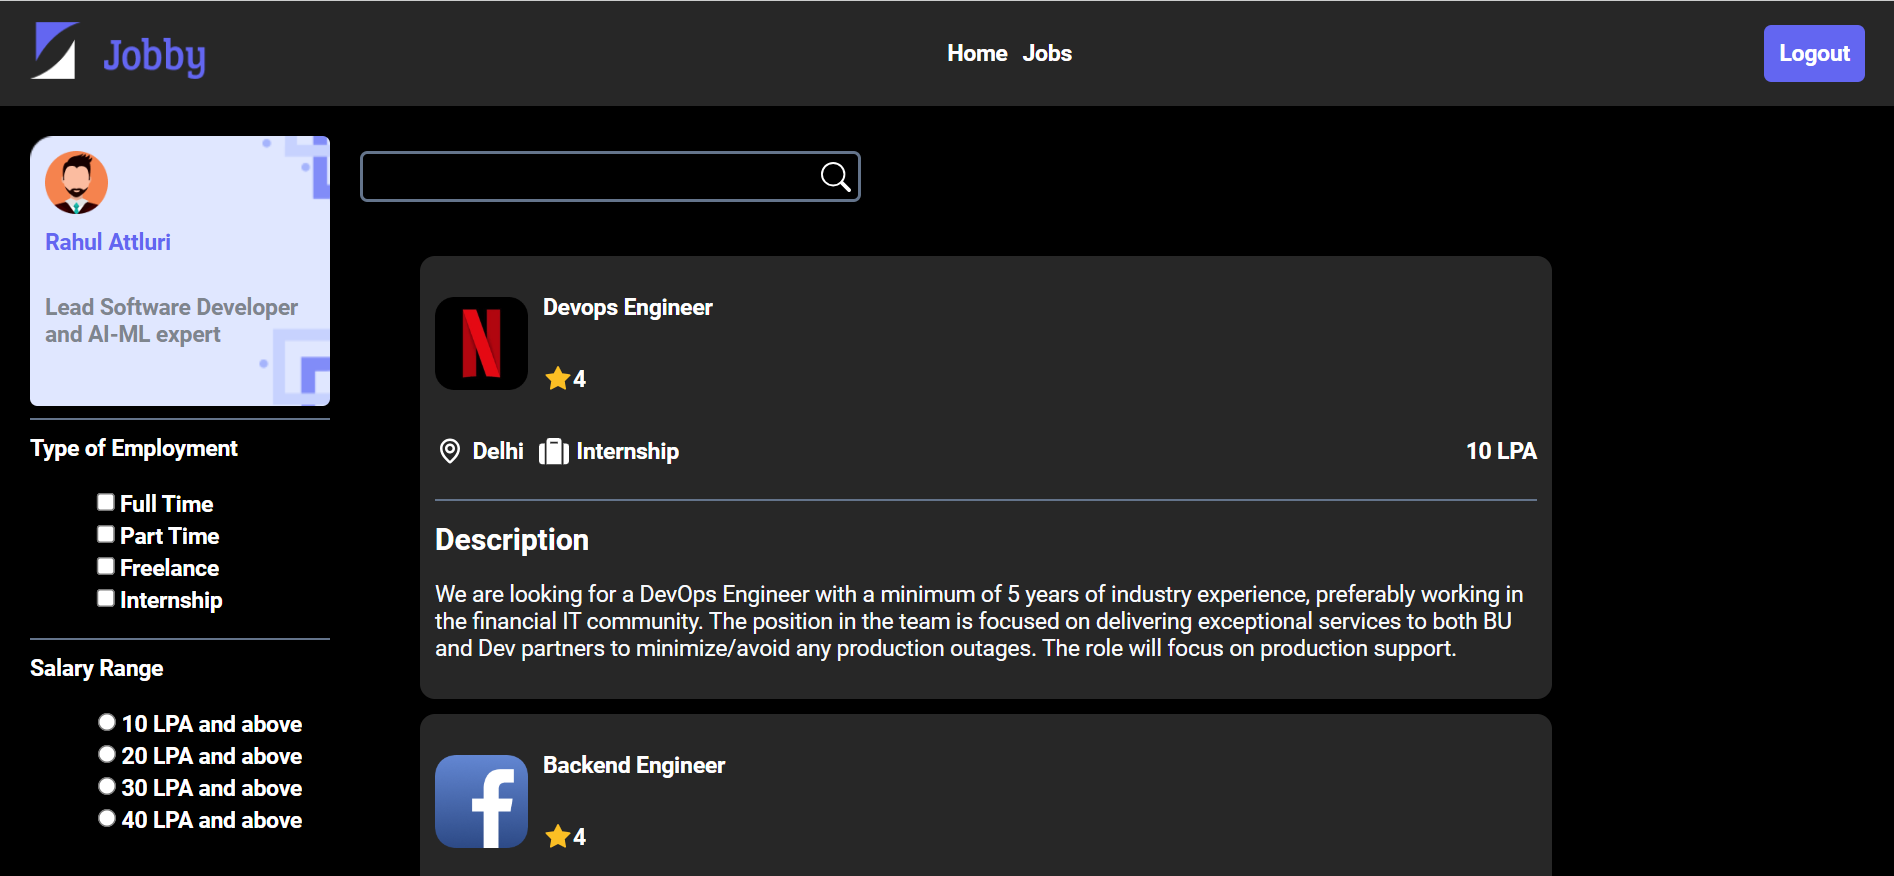 Jobby
Home Jobs
Logout
Rahul Attluri
Lead Software Developer
and AI-ML expert
Type of Employment
Full Time
Part Time
Freelance
Internship
Salary Range
10 LPA and above
20 LPA and above
30 LPA and above
40 LPA and above
N
Devops Engineer
4
Delhi Internship 10 LPA
Description
We are looking for a DevOps Engineer with a minimum of 5 years of industry experience, preferably working in
the financial IT community. The position in the team is focused on delivering exceptional services to both BU
and Dev partners to minimize/avoid any production outages. The role will focus on production support.
f
Backend Engineer
4